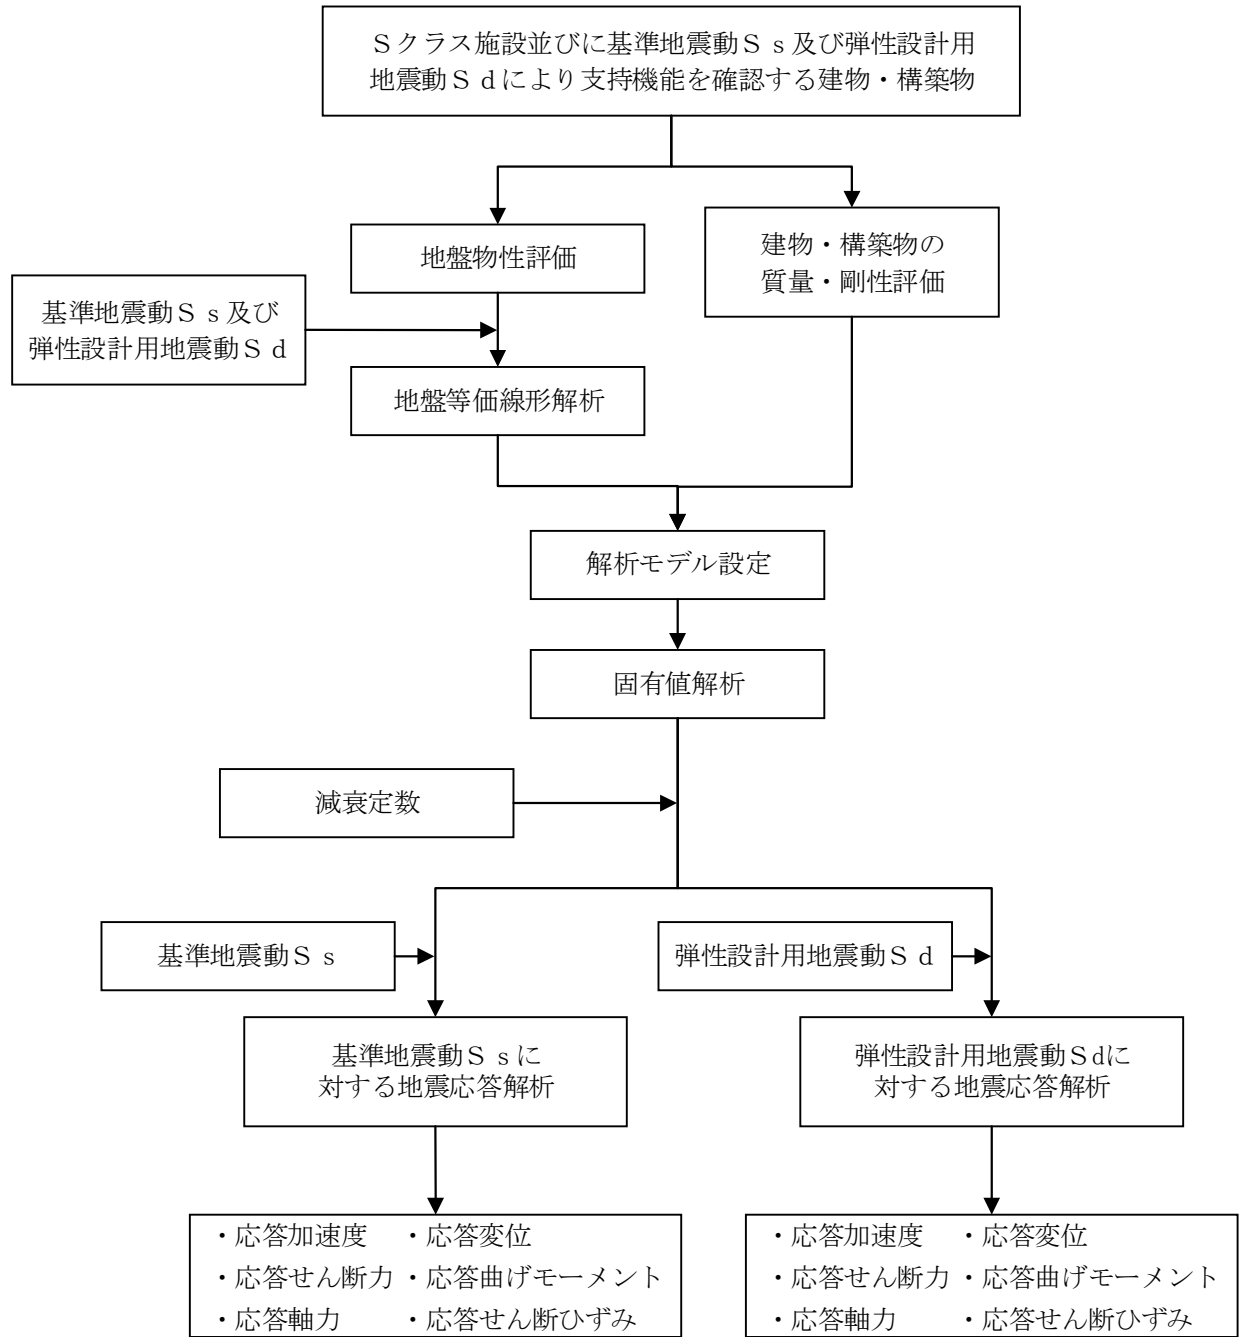 Ｓクラス施設並びに基準地震動Ｓｓ及び弾性設計用
地震動Ｓｄにより支持機能を確認する建物・構築物
地盤物性評価
建物・構築物の
質量・剛性評価
基準地震動Ｓｓ及び
弾性設計用地震動Ｓｄ
地盤等価線形解析
解析モデル設定
固有値解析
減衰定数
基準地震動Ｓｓ
弾性設計用地震動Ｓｄ
基準地震動Ｓｓに
対する地震応答解析
弾性設計用地震動Sdに
対する地震応答解析
・応答加速度　・応答変位
・応答せん断力・応答曲げモーメント
・応答軸力　・応答せん断ひずみ
・応答加速度　・応答変位
・応答せん断力・応答曲げモーメント
・応答軸力　・応答せん断ひずみ